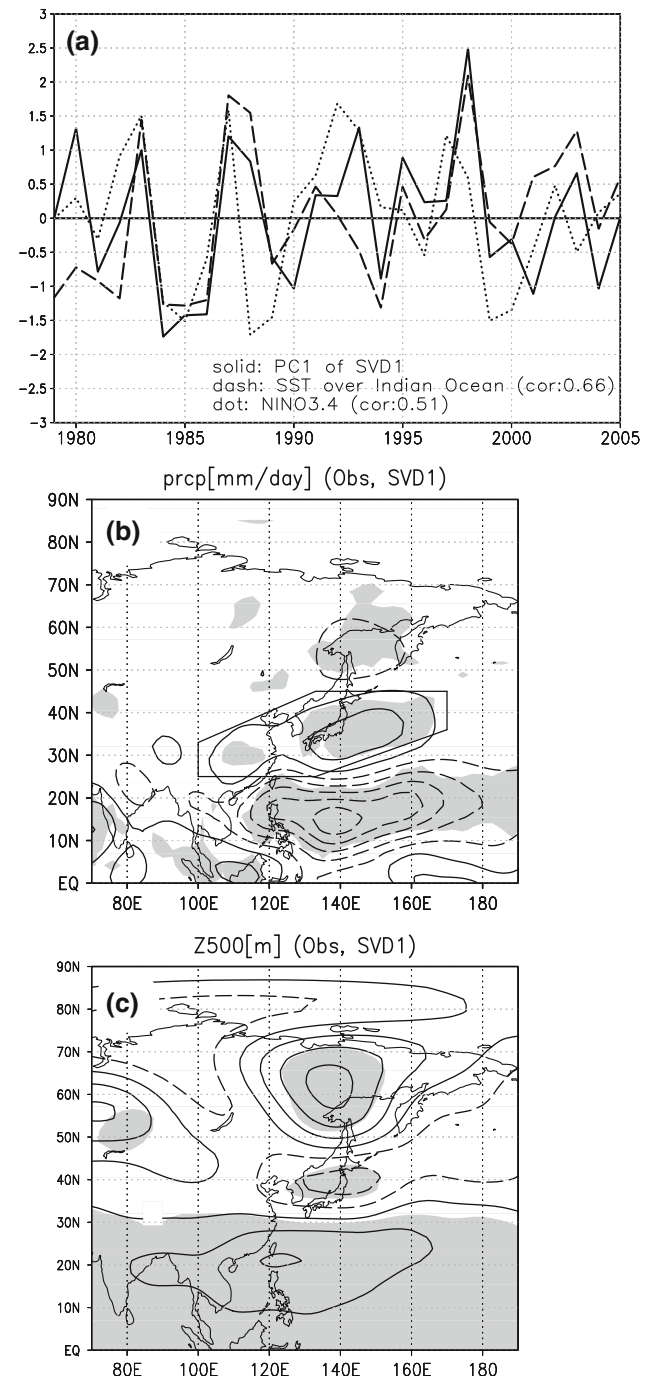 3
(a)
2.5
2
1.5
1
0.5
0
-0.5
-1
-1.5
-2
-2.5
-3
solid: PC1 of SVD1
dash: SST over Indian Ocean (cor:0.66)
dot: NINO3.4 (cor:0.51)
1980 1985 1990 1995 2000 2005
prcp[mm/day] (Obs, SVD1)
90N
(b)
80N
70N
60N
50N
40N
30N
20N
10N
EQ
80E 100E 120E 140E 160E 180
Z500[m] (Obs, SVD1)
90N
(c)
80N
70N
60N
50N
40N
30N
20N
10N
EQ
80E 100E 120E 140E 160E 180